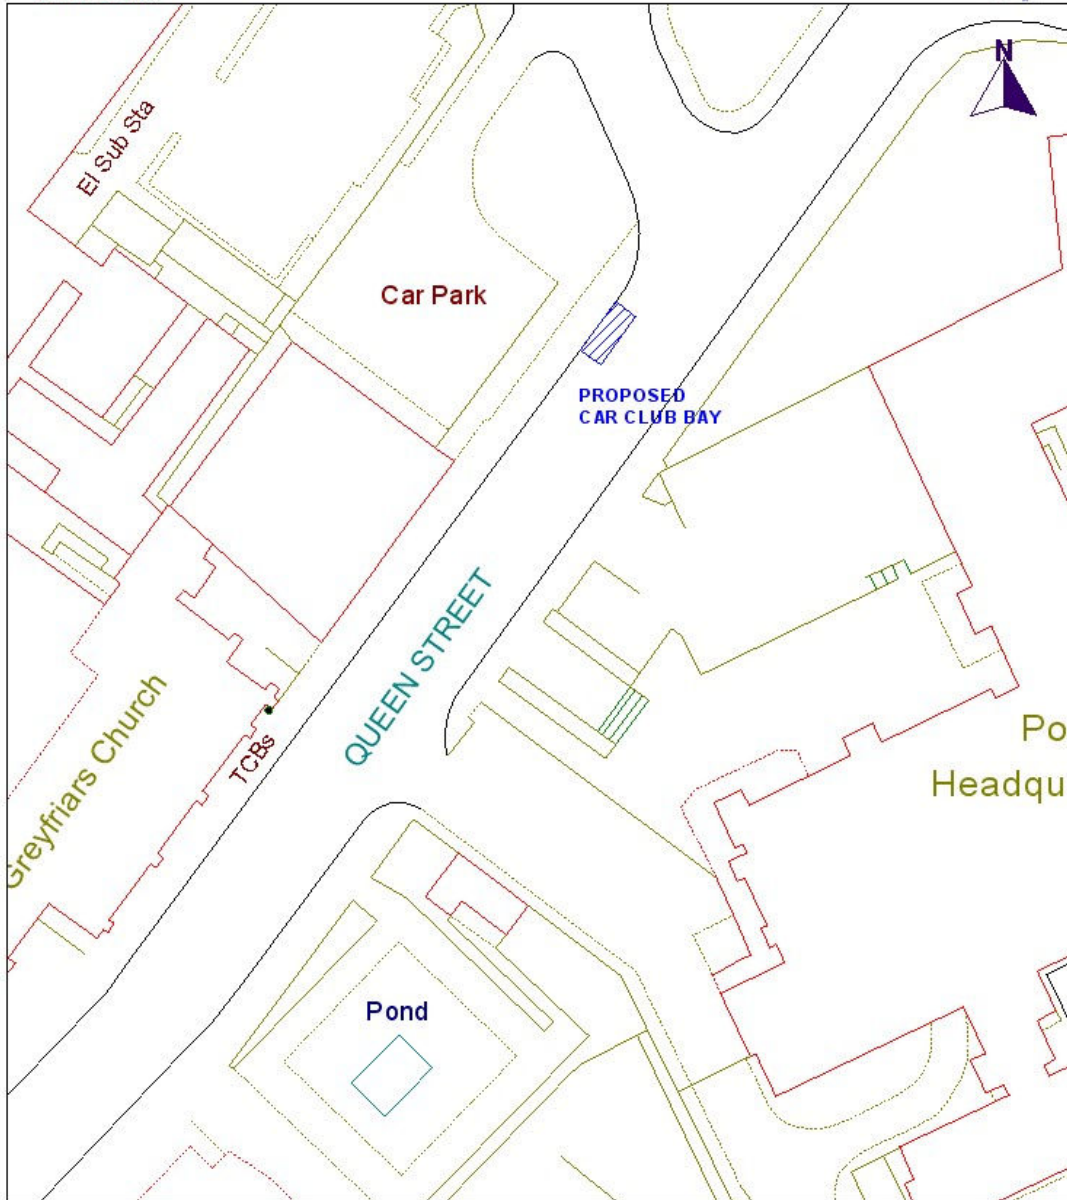 N
El Sub Sta
Car Park
PROPOSED
CAR CLUB BAY
QUEEN STREET
Greyfriars Church
TCBs
Po
Headqu
Pond